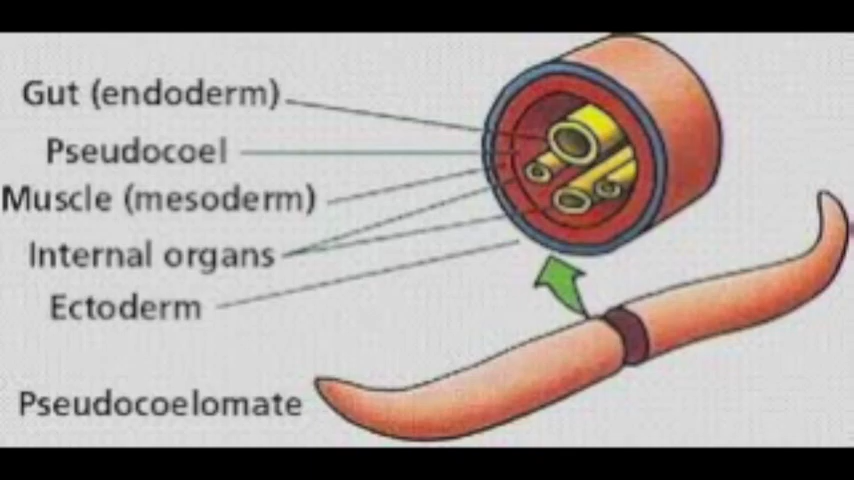 Gut (endoderm)
Pseudocoel
Muscle (mesoderm)
Internal organs
Ectoderm
Pseudocoelomate